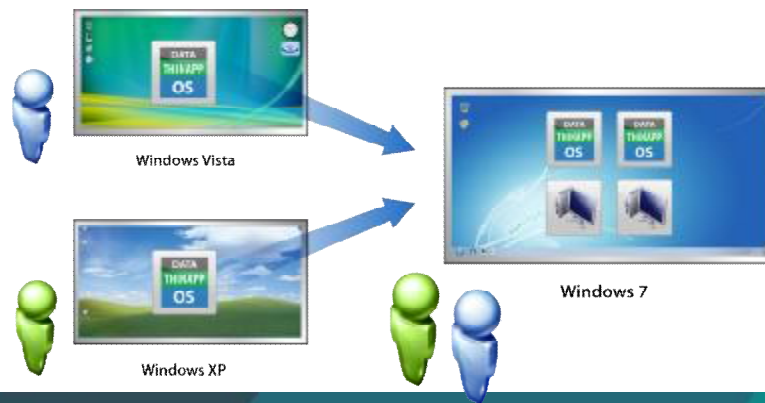 DATA
THINAPP
OS
Windows Vista
DATA
THINAPP
OS
Windows XP
DATA
THINAPP
OS
DATA
THINAPP
OS
Windows 7